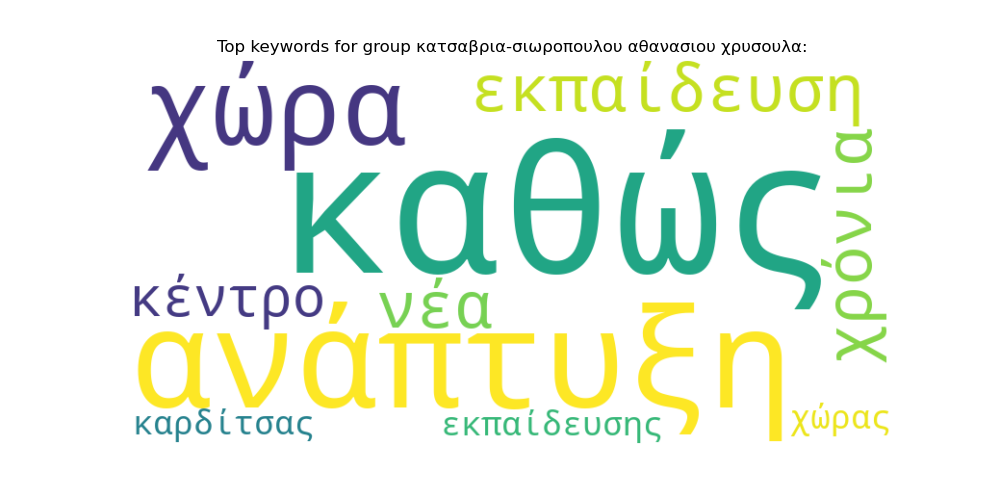 Top keywords for group κατσαβρια-σιωροπουλου αθανασιου χρυσουλα:
χώρα
εκπαίδευση
καθώς
χρόνια
κέντρο
νέα
ανάπτυξη
καρδίτσας
εκπαίδευσης
χώρας